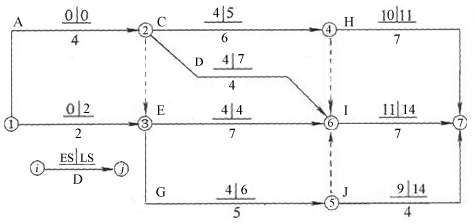 A 0|0 4 ② C 4|5 6 ④ H 10|11 7
D 4|7 4
① 0|2 2 ③ E 4|4 7 ⑥ I 11|14 7 ⑦
i ES|LS D j
G 4|6 5 ⑤ J 9|14 4